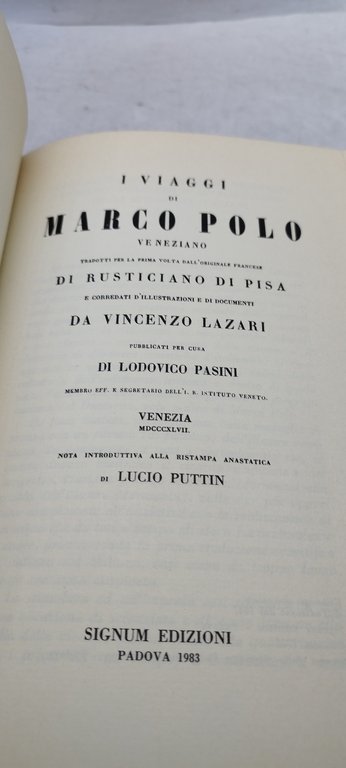 I VIAGGI
DI
MARCO POLO
VENEZIANO
TRADOTTI PER LA PRIMA VOLTA DALL'ORIGINALE FRANCESE
DI RUSTICIANO DI PISA
E CORREDATI D'ILLUSTRAZIONI E DI DOCUMENTI
DA VINCENZO LAZARI
PUBBLICATI PER CURA
DI LODOVICO PASINI
MEMBRO EFF. E SEGRETARIO DELL'I. R. ISTITUTO VENETO.
VENEZIA
MDCCCXLVII.
NOTA INTRODUTTIVA ALLA RISTAMPA ANASTATICA
DI LUCIO PUTTIN
SIGNUM EDIZIONI
PADOVA 1983